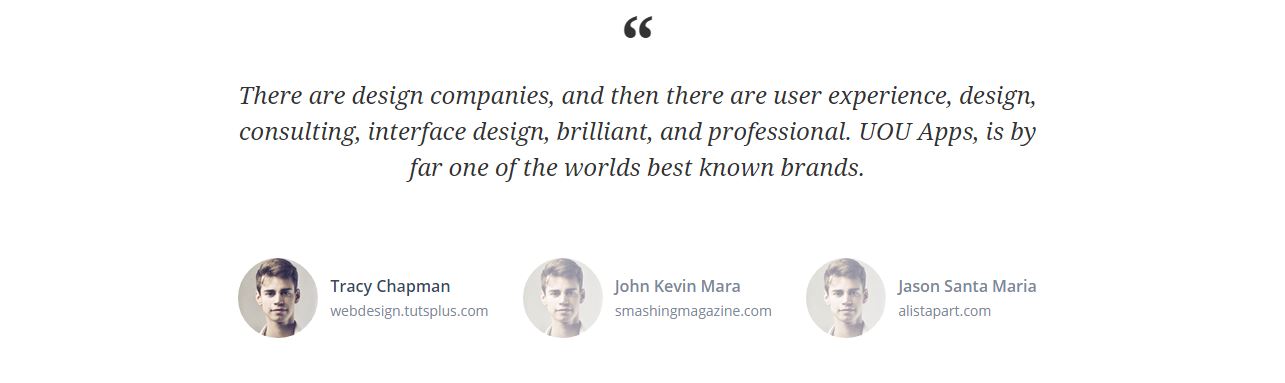 “
There are design companies, and then there are user experience, design,
consulting, interface design, brilliant, and professional. UOU Apps, is by
far one of the worlds best known brands.
Tracy Chapman
webdesign.tutsplus.com
John Kevin Mara
smashingmagazine.com
Jason Santa Maria
alistapart.com